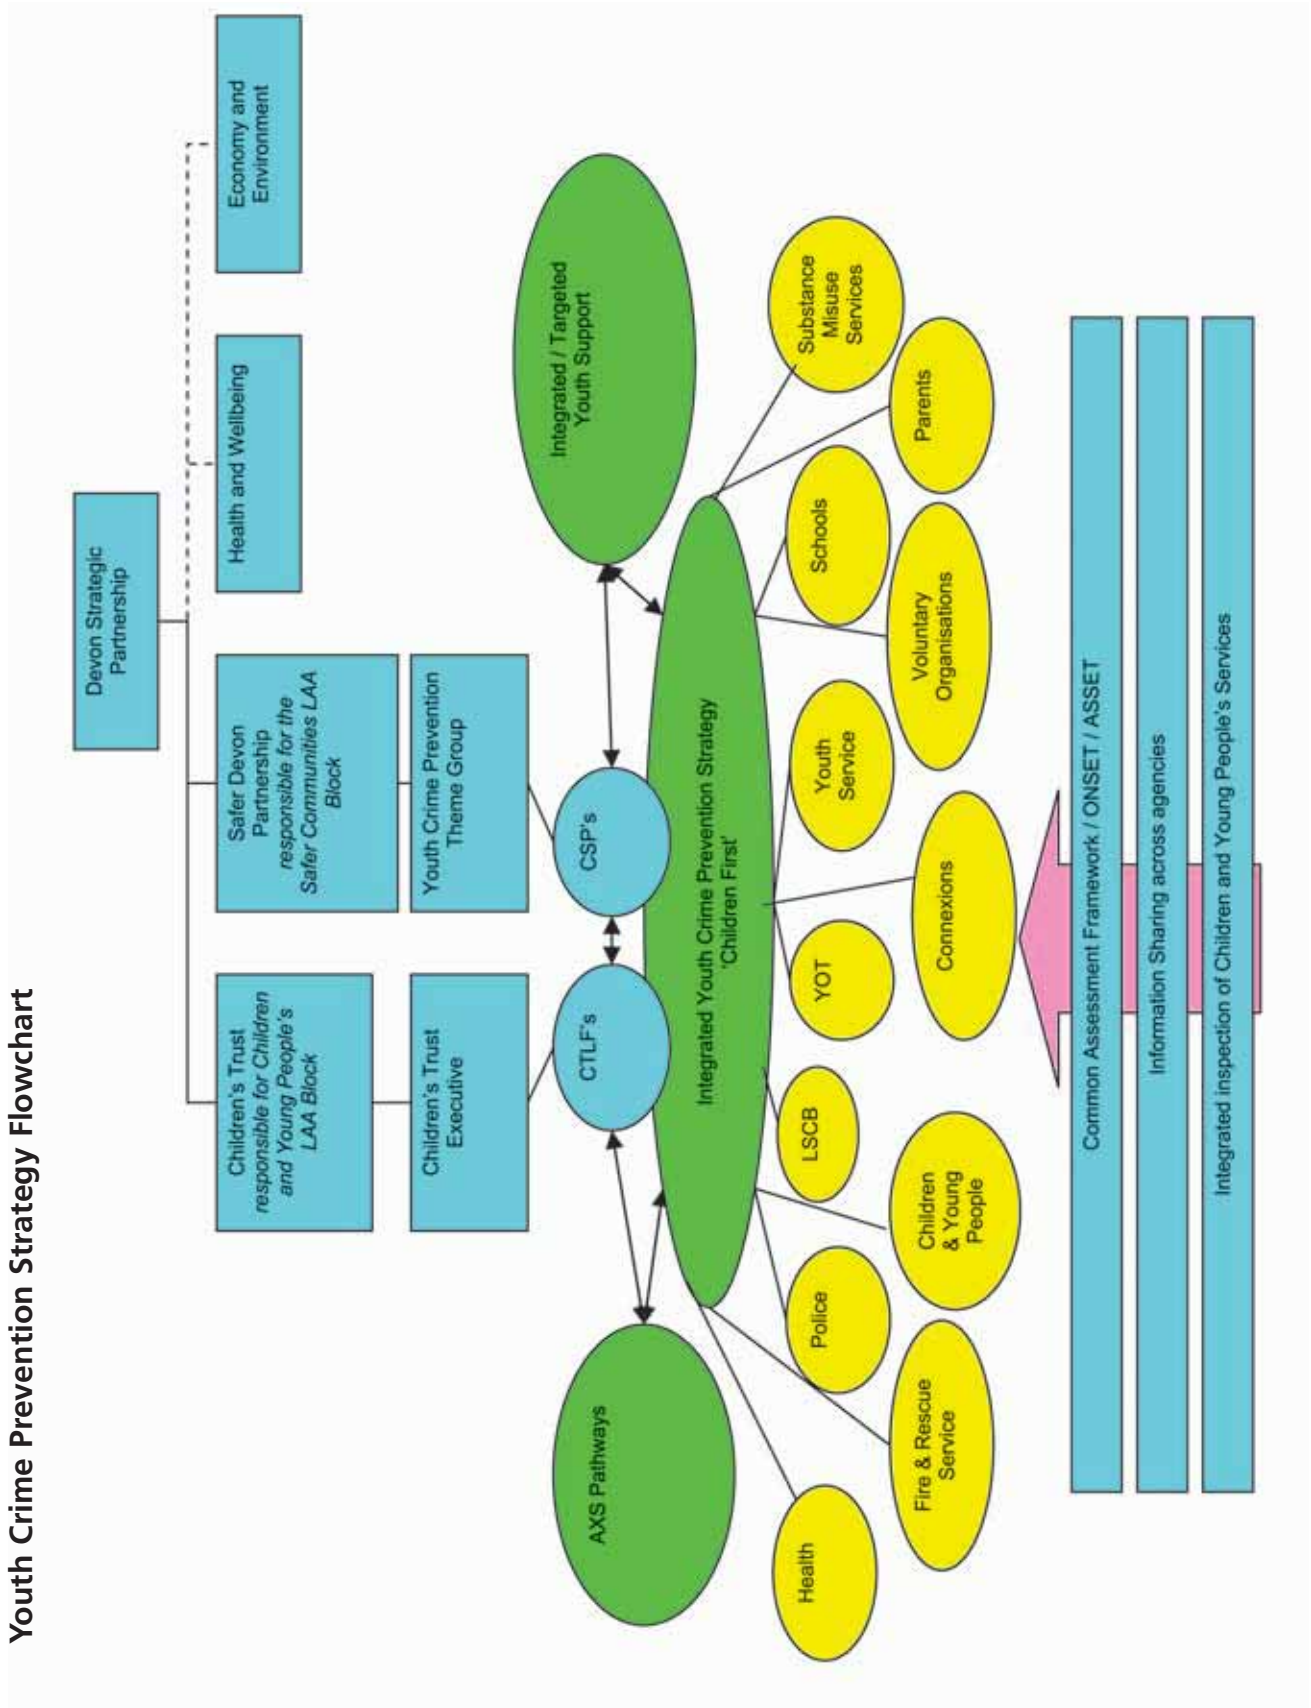 Youth Crime Prevention Strategy Flowchart
Devon Strategic
Partnership
Children's Trust
responsible for Children
and Young People's
LAA Block
Safer Devon
Partnership
responsible for the
Safer Communities LAA
Block
Health and Wellbeing
Economy and
Environment
Children's Trust
Executive
Youth Crime Prevention
Theme Group
CTLF's
CSP's
AXS Pathways
Integrated / Targeted
Youth Support
Integrated Youth Crime Prevention Strategy
'Children First'
Health
Police
LSCB
YOT
Youth
Service
Schools
Substance
Misuse
Services
Fire & Rescue
Service
Children
& Young
People
Connexions
Voluntary
Organisations
Parents
Common Assessment Framework / ONSET / ASSET
Information Sharing across agencies
Integrated inspection of Children and Young People's Services